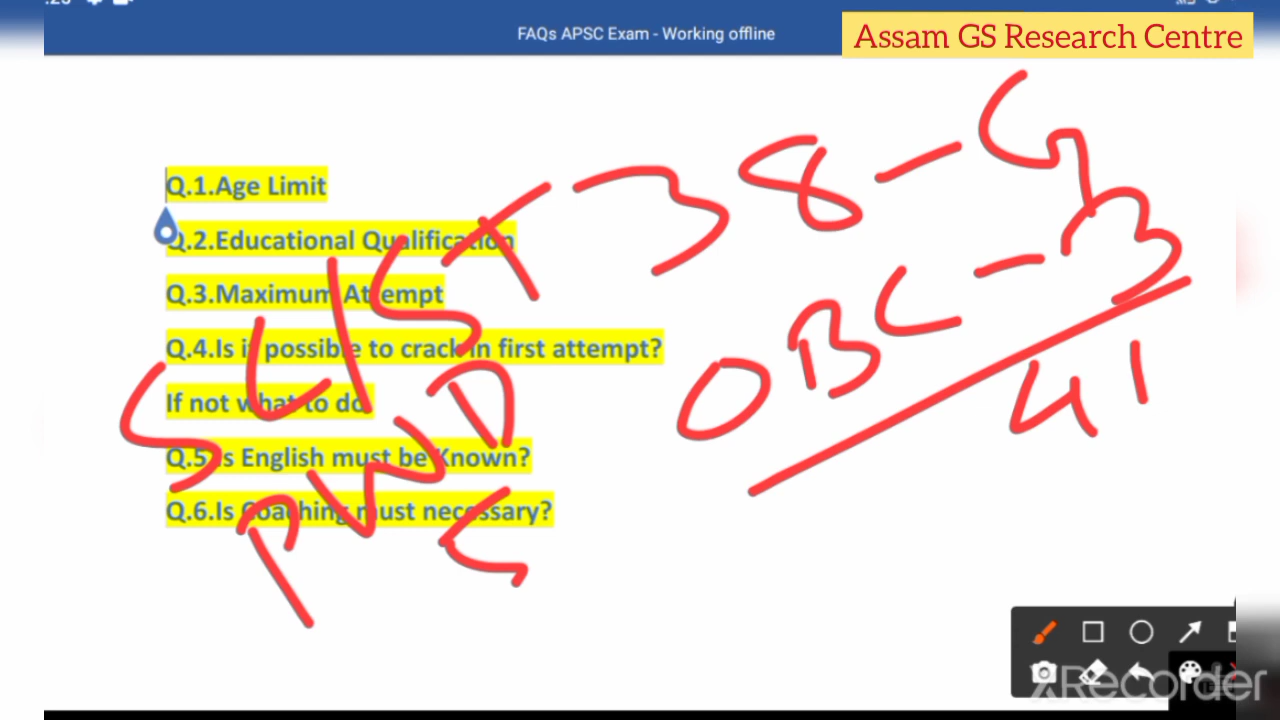 FAQs APSC Exam - Working offline
Assam GS Research Centre
Q.1.Age Limit
Q.2.Educational Qualification
Q.3.Maximum Attempt
Q.4.Is it possible to crack in first attempt?
If not what to do
Q.5.Is English must be Known?
Q.6.Is Coaching must necessary?
38 - G
OBC - 3
41
SC/ST
PWD
XRecorder